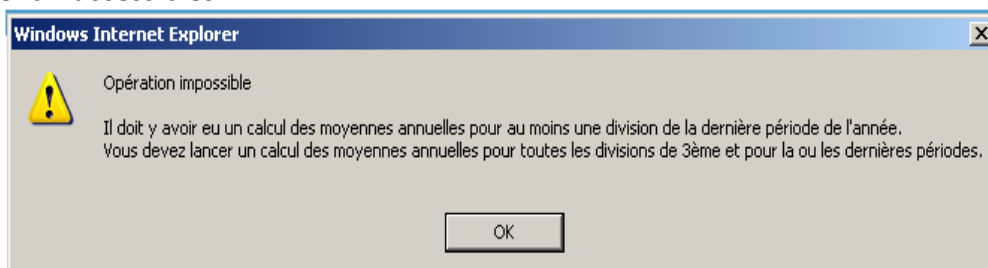 Windows Internet Explorer
X
Opération impossible
Il doit y avoir eu un calcul des moyennes annuelles pour au moins une division de la dernière période de l'année.
Vous devez lancer un calcul des moyennes annuelles pour toutes les divisions de 3ème et pour la ou les dernières périodes.
OK